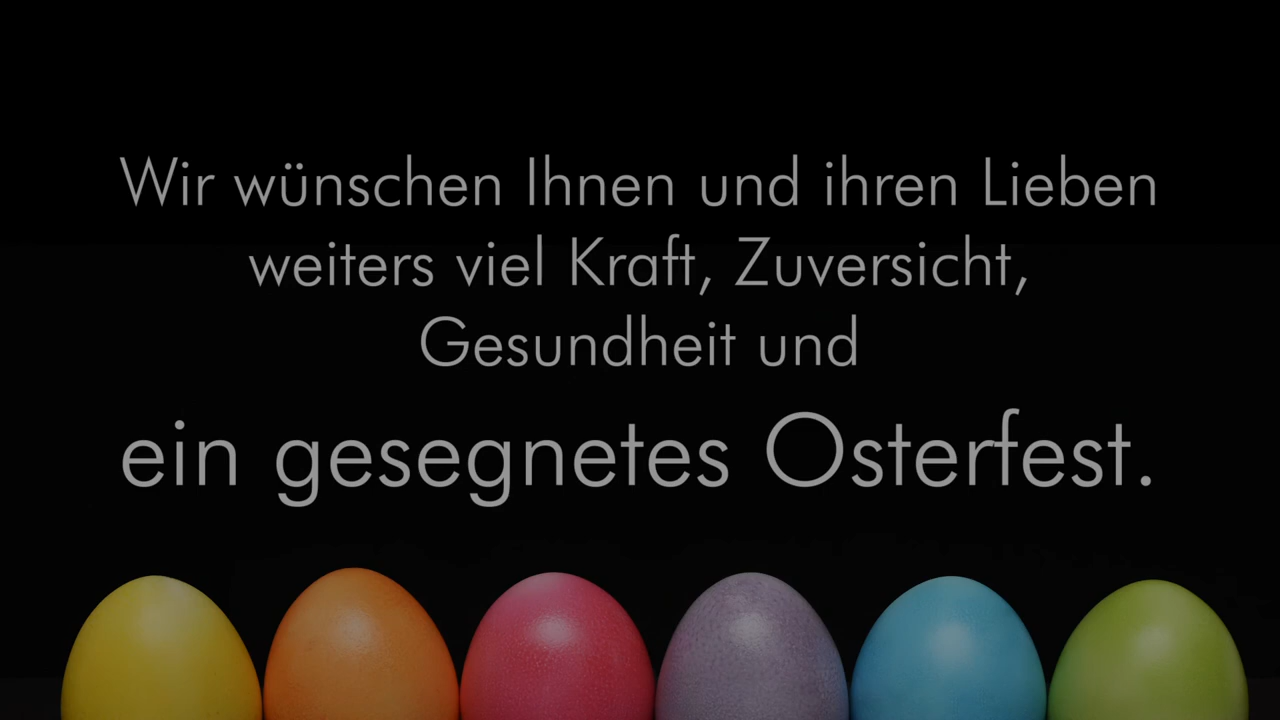 Wir wünschen Ihnen und ihren Lieben
weiters viel Kraft, Zuversicht,
Gesundheit und
ein gesegnetes Osterfest.